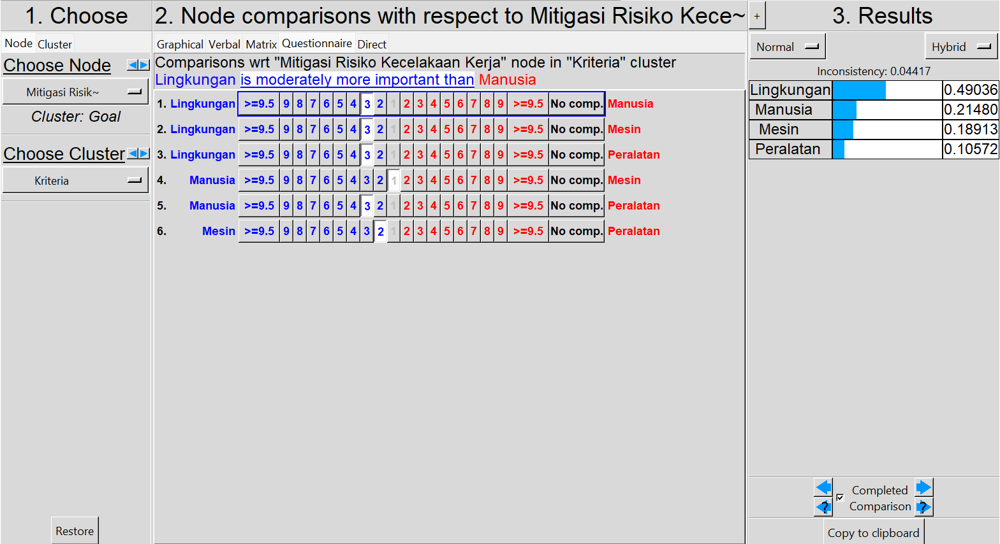 1. Choose
Node Cluster
Choose Node
Mitigasi Risik~
Cluster: Goal
Choose Cluster
Kriteria
Restore
2. Node comparisons with respect to Mitigasi Risiko Kece~
Graphical Verbal Matrix Questionnaire Direct
Comparisons wrt "Mitigasi Risiko Kecelakaan Kerja" node in "Kriteria" cluster
Lingkungan is moderately more important than Manusia
1. Lingkungan >=9.5 9 8 7 6 5 4 3 2 1 2 3 4 5 6 7 8 9 >=9.5 No comp. Manusia
2. Lingkungan >=9.5 9 8 7 6 5 4 3 2 1 2 3 4 5 6 7 8 9 >=9.5 No comp. Mesin
3. Lingkungan >=9.5 9 8 7 6 5 4 3 2 1 2 3 4 5 6 7 8 9 >=9.5 No comp. Peralatan
4. Manusia >=9.5 9 8 7 6 5 4 3 2 1 2 3 4 5 6 7 8 9 >=9.5 No comp. Mesin
5. Manusia >=9.5 9 8 7 6 5 4 3 2 1 2 3 4 5 6 7 8 9 >=9.5 No comp. Peralatan
6. Mesin >=9.5 9 8 7 6 5 4 3 2 1 2 3 4 5 6 7 8 9 >=9.5 No comp. Peralatan
+ 3. Results
Normal Hybrid
Inconsistency: 0.04417
Lingkungan 0.49036
Manusia 0.21480
Mesin 0.18913
Peralatan 0.10572
Completed
? Comparison ?
Copy to clipboard